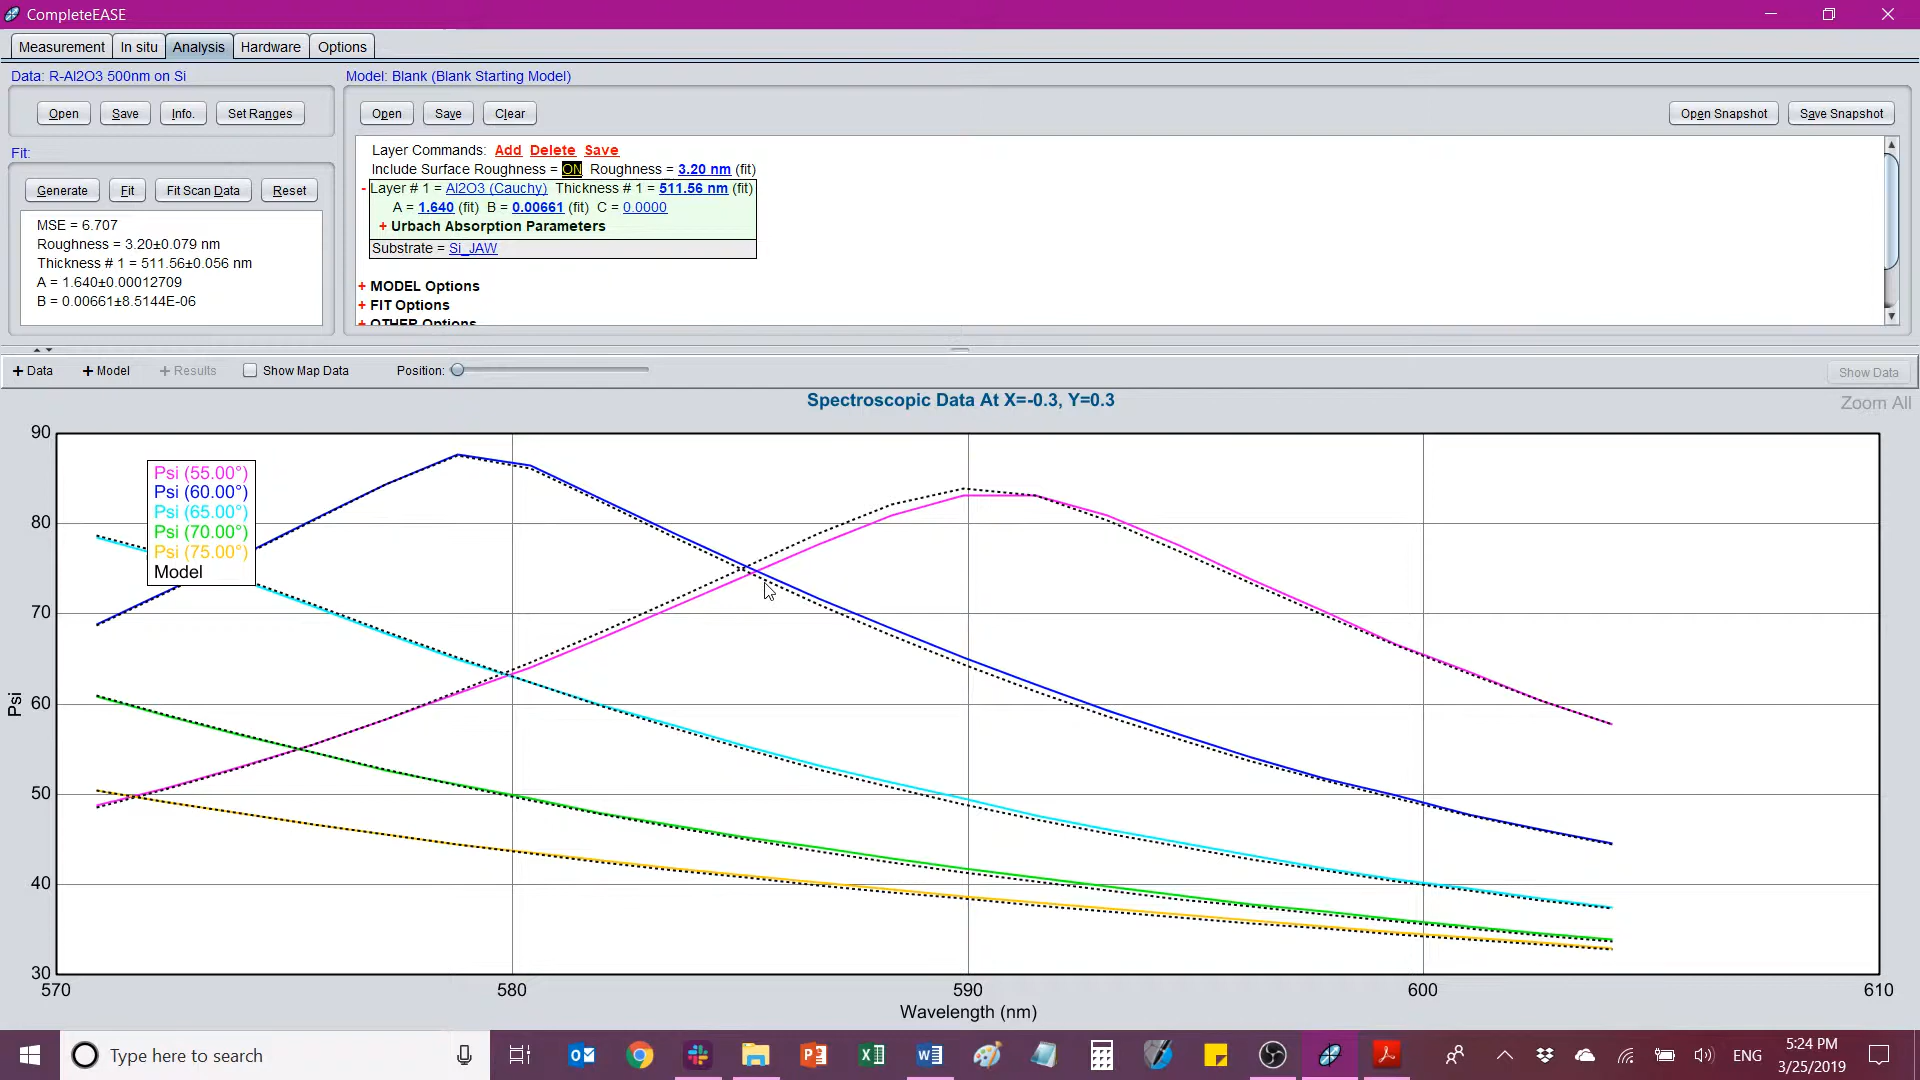 CompleteEASE
Measurement In situ Analysis Hardware Options
Data: R-Al2O3 500nm on Si
Open Save Info. Set Ranges
Fit:
Generate Fit Fit Scan Data Reset
MSE = 6.707
Roughness = 3.20±0.079 nm
Thickness # 1 = 511.56±0.056 nm
A = 1.640±0.00012709
B = 0.00661±8.5144E-06
Model: Blank (Blank Starting Model)
Open Save Clear Open Snapshot Save Snapshot
Layer Commands: Add Delete Save
Include Surface Roughness = ON Roughness = 3.20 nm (fit)
- Layer # 1 = Al2O3 (Cauchy) Thickness # 1 = 511.56 nm (fit)
A = 1.640 (fit) B = 0.00661 (fit) C = 0.0000
+ Urbach Absorption Parameters
Substrate = Si_JAW
+ MODEL Options
+ FIT Options
+ OTHER Options
+ Data + Model + Results Show Map Data Position: Show Data
Spectroscopic Data At X=-0.3, Y=0.3
Zoom All
90
80
70
60
50
40
30
Psi
Psi (55.00°)
Psi (60.00°)
Psi (65.00°)
Psi (70.00°)
Psi (75.00°)
Model
570 580 590 600 610
Wavelength (nm)
Type here to search
ENG
5:24 PM
3/25/2019